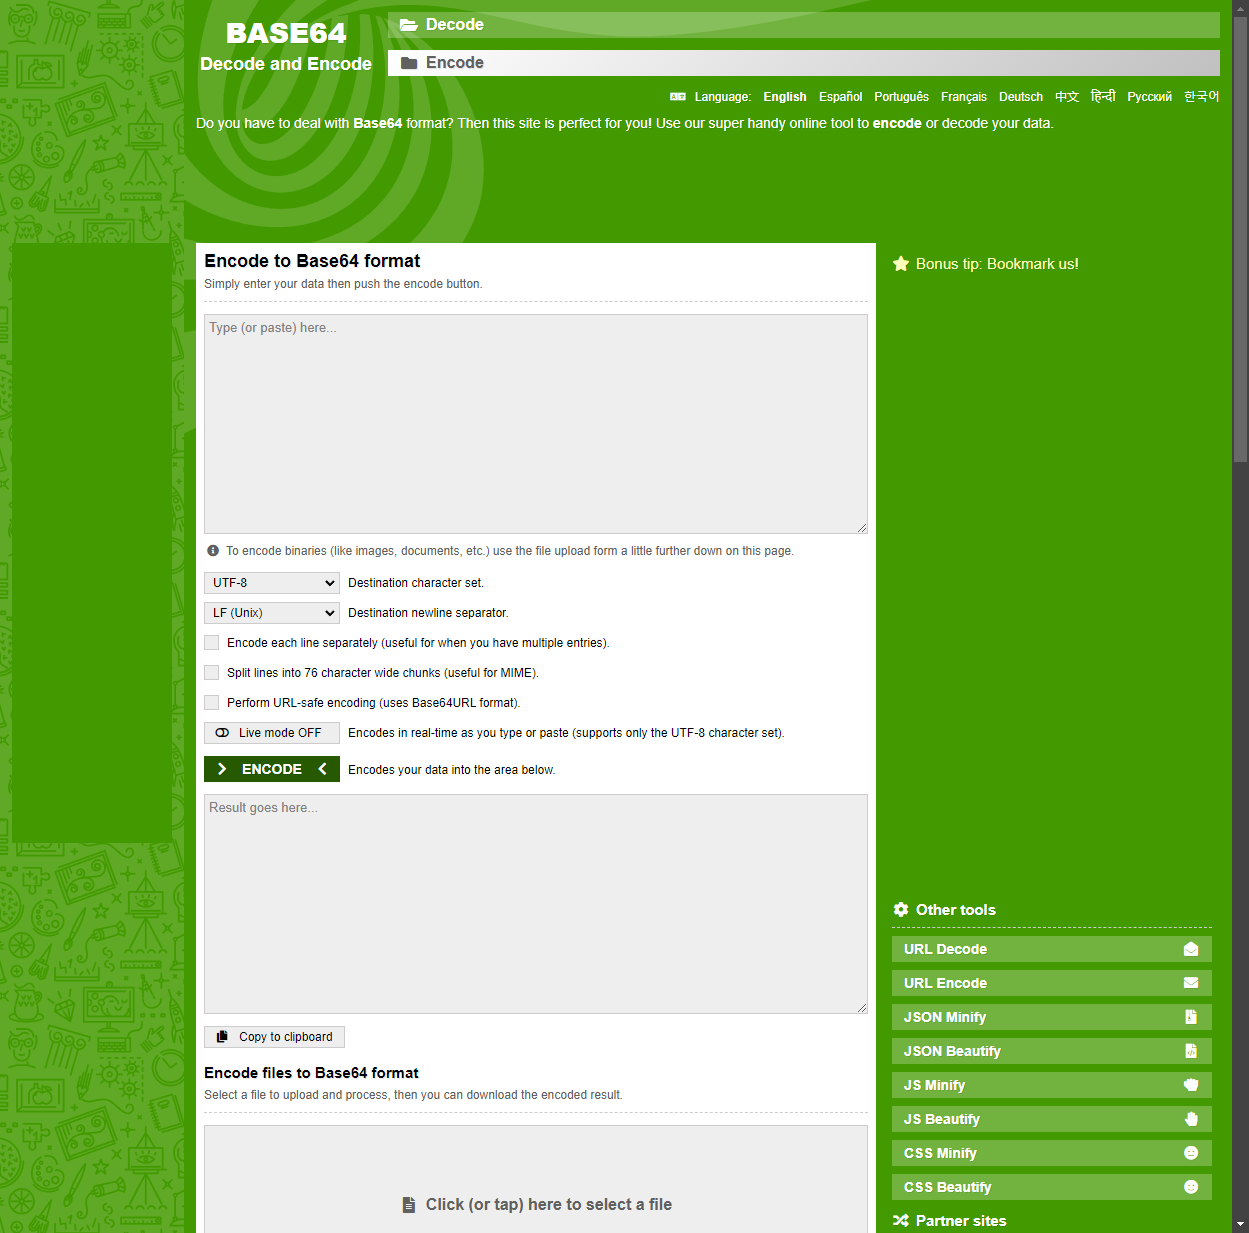 BASE64
Decode and Encode
Decode
Encode
Language: English Español Português Français Deutsch 中文 हिन्दी Русский 한국어
Do you have to deal with Base64 format? Then this site is perfect for you! Use our super handy online tool to encode or decode your data.
Encode to Base64 format
Simply enter your data then push the encode button.
Type (or paste) here...
To encode binaries (like images, documents, etc.) use the file upload form a little further down on this page.
UTF-8 Destination character set.
LF (Unix) Destination newline separator.
Encode each line separately (useful for when you have multiple entries).
Split lines into 76 character wide chunks (useful for MIME).
Perform URL-safe encoding (uses Base64URL format).
Live mode OFF Encodes in real-time as you type or paste (supports only the UTF-8 character set).
ENCODE Encodes your data into the area below.
Result goes here...
Copy to clipboard
Encode files to Base64 format
Select a file to upload and process, then you can download the encoded result.
Click (or tap) here to select a file
Bonus tip: Bookmark us!
Other tools
URL Decode
URL Encode
JSON Minify
JSON Beautify
JS Minify
JS Beautify
CSS Minify
CSS Beautify
Partner sites